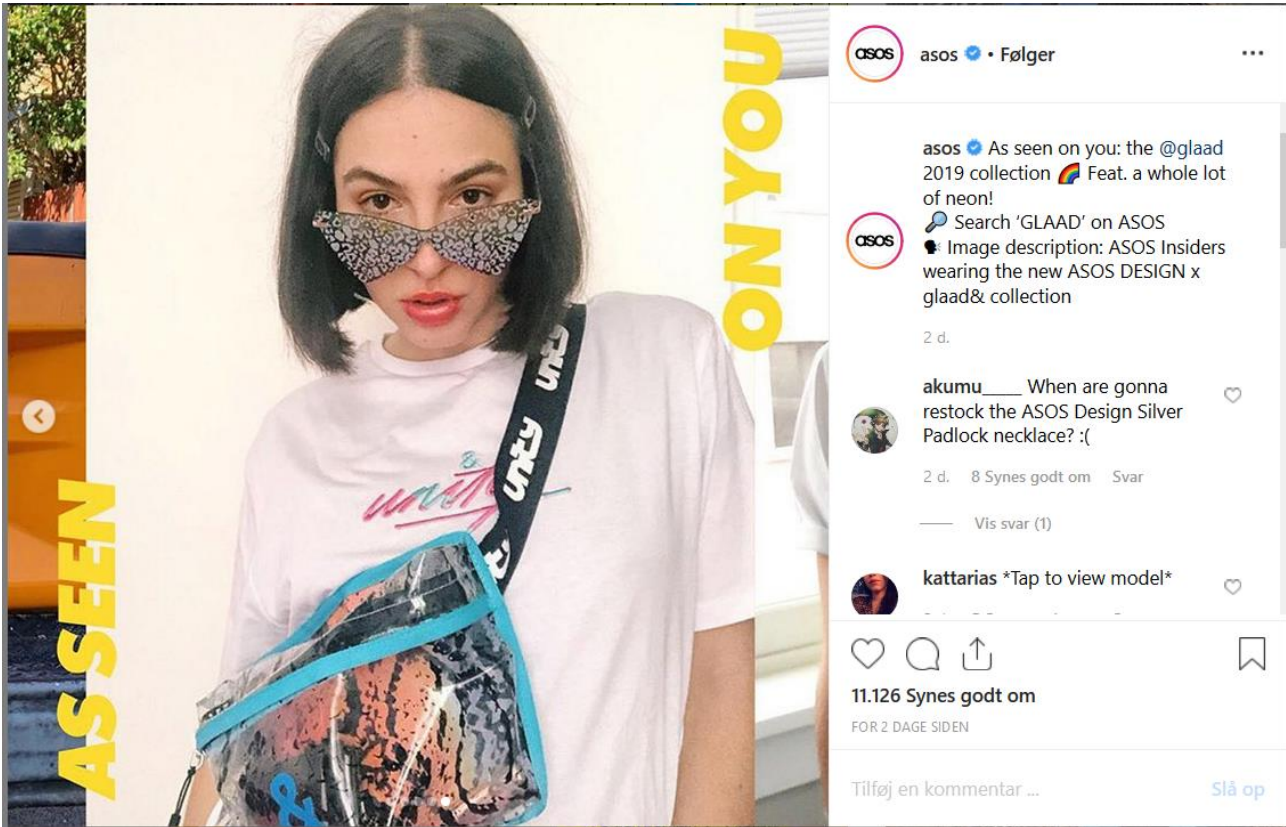 AS SEEN
ON YOU
&
unity
unity
unity
&
asos
asos • Følger
asos
asos As seen on you: the @glaad
2019 collection 🌈 Feat. a whole lot
of neon!
🔎 Search ‘GLAAD’ on ASOS
🗣 Image description: ASOS Insiders
wearing the new ASOS DESIGN x
glaad& collection
2 d.
akumu____ When are gonna
restock the ASOS Design Silver
Padlock necklace? :(
2 d. 8 Synes godt om Svar
Vis svar (1)
kattarias *Tap to view model*
11.126 Synes godt om
FOR 2 DAGE SIDEN
Tilføj en kommentar ...
Slå op